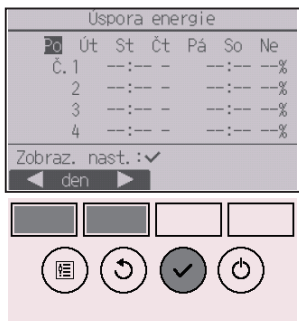 Úspora energie
Po Út St Čt Pá So Ne
Č. 1 --:-- - --:-- --%
2 --:-- - --:-- --%
3 --:-- - --:-- --%
4 --:-- - --:-- --%
Zobraz. nast. :✓
◀ den ▶